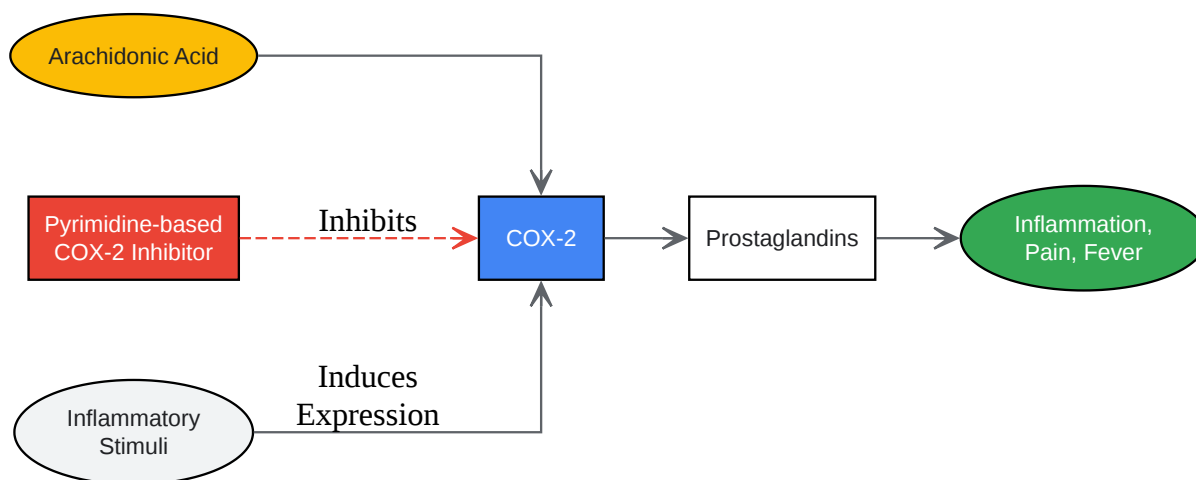 Arachidonic Acid
Pyrimidine-based
COX-2 Inhibitor
Inhibits
COX-2
Prostaglandins
Inflammation,
Pain, Fever
Induces
Expression
Inflammatory
Stimuli